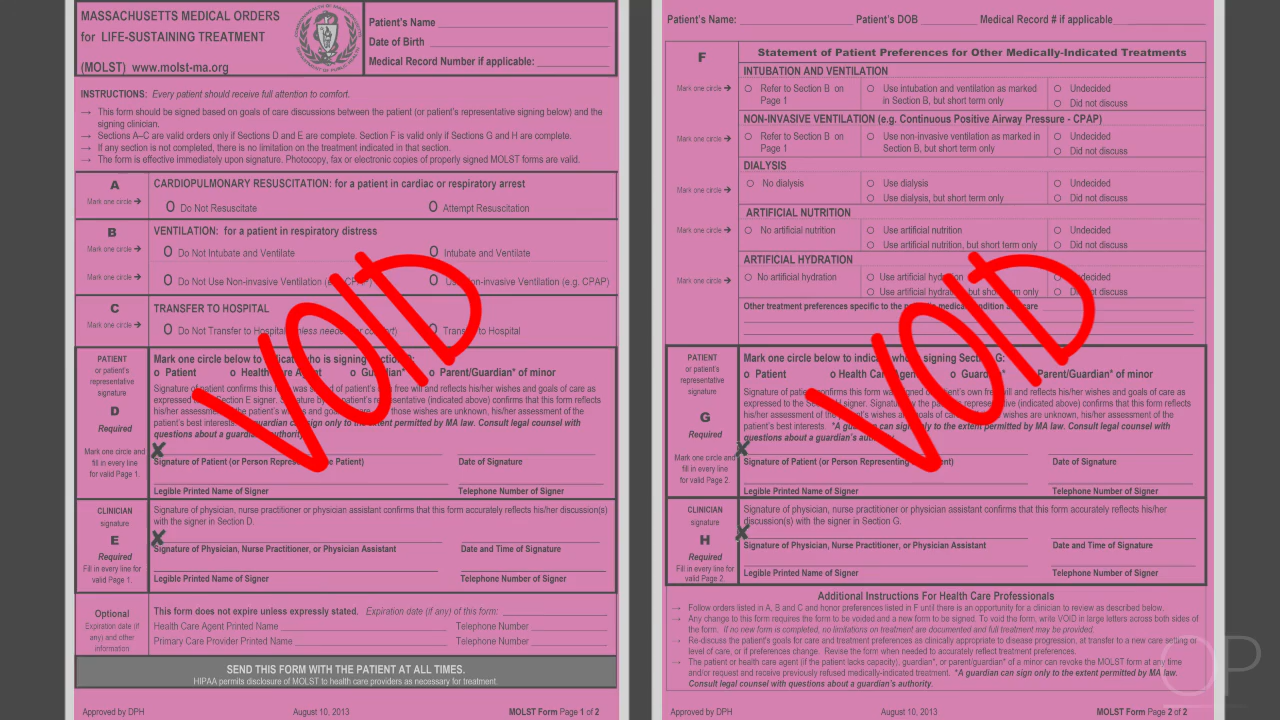 MASSACHUSETTS MEDICAL ORDERS
for LIFE-SUSTAINING TREATMENT
(MOLST) www.molst-ma.org
Patient's Name
Date of Birth
Medical Record Number if applicable:
INSTRUCTIONS: Every patient should receive full attention to comfort.
→ This form should be signed based on goals of care discussions between the patient (or patient's representative signing below) and the
signing clinician.
→ Sections A–C are valid orders only if Sections D and E are complete. Section F is valid only if Sections G and H are complete.
→ If any section is not completed, there is no limitation on the treatment indicated in that section.
→ The form is effective immediately upon signature. Photocopy, fax or electronic copies of properly signed MOLST forms are valid.
A
Mark one circle →
CARDIOPULMONARY RESUSCITATION: for a patient in cardiac or respiratory arrest
O Do Not Resuscitate O Attempt Resuscitation
B
Mark one circle →
VENTILATION: for a patient in respiratory distress
O Do Not Intubate and Ventilate O Intubate and Ventilate
Mark one circle →
O Do Not Use Non-invasive Ventilation (e.g. CPAP) O Use Non-invasive Ventilation (e.g. CPAP)
C
Mark one circle →
TRANSFER TO HOSPITAL
O Do Not Transfer to Hospital (unless needed for comfort) O Transfer to Hospital
PATIENT
or patient's
representative
signature
D
Required
Mark one circle and
fill in every line
for valid Page 1.
Mark one circle below to indicate who is signing Section D:
o Patient o Health Care Agent o Guardian* o Parent/Guardian* of minor
Signature of patient confirms this form was signed of patient's own free will and reflects his/her wishes and goals of care as
expressed to the Section E signer. Signature by the patient's representative (indicated above) confirms that this form reflects
his/her assessment of the patient's wishes and goals of care, or if those wishes are unknown, his/her assessment of the
patient's best interests. *A guardian can sign only to the extent permitted by MA law. Consult legal counsel with
questions about a guardian's authority.
✘
Signature of Patient (or Person Representing the Patient) Date of Signature
Legible Printed Name of Signer Telephone Number of Signer
CLINICIAN
signature
E
Required
Fill in every line for
valid Page 1.
Signature of physician, nurse practitioner or physician assistant confirms that this form accurately reflects his/her discussion(s)
with the signer in Section D.
✘
Signature of Physician, Nurse Practitioner, or Physician Assistant Date and Time of Signature
Legible Printed Name of Signer Telephone Number of Signer
Optional
Expiration date (if
any) and other
information
This form does not expire unless expressly stated. Expiration date (if any) of this form:
Health Care Agent Printed Name Telephone Number
Primary Care Provider Printed Name Telephone Number
SEND THIS FORM WITH THE PATIENT AT ALL TIMES.
HIPAA permits disclosure of MOLST to health care providers as necessary for treatment.
Approved by DPH August 10, 2013 MOLST Form Page 1 of 2
VOID
Patient's Name: Patient's DOB Medical Record # if applicable
F
Statement of Patient Preferences for Other Medically-Indicated Treatments
INTUBATION AND VENTILATION
Mark one circle →
O Refer to Section B on
Page 1
O Use intubation and ventilation as marked
in Section B, but short term only
O Undecided
O Did not discuss
NON-INVASIVE VENTILATION (e.g. Continuous Positive Airway Pressure - CPAP)
Mark one circle →
O Refer to Section B on
Page 1
O Use non-invasive ventilation as marked in
Section B, but short term only
O Undecided
O Did not discuss
DIALYSIS
Mark one circle →
O No dialysis
O Use dialysis
O Use dialysis, but short term only
O Undecided
O Did not discuss
ARTIFICIAL NUTRITION
Mark one circle →
O No artificial nutrition
O Use artificial nutrition
O Use artificial nutrition, but short term only
O Undecided
O Did not discuss
ARTIFICIAL HYDRATION
Mark one circle →
O No artificial hydration
O Use artificial hydration
O Use artificial hydration, but short term only
O Undecided
O Did not discuss
Other treatment preferences specific to the patient's medical condition and care
PATIENT
or patient's
representative
signature
G
Required
Mark one circle and
fill in every line
for valid Page 2.
Mark one circle below to indicate who is signing Section G:
o Patient o Health Care Agent o Guardian* Parent/Guardian* of minor
Signature of patient confirms this form was signed of patient's own free will and reflects his/her wishes and goals of care as
expressed to the Section H signer. Signature by the patient's representative (indicated above) confirms that this form reflects
his/her assessment of the patient's wishes and goals of care, or if those wishes are unknown, his/her assessment of the
patient's best interests. *A guardian can sign only to the extent permitted by MA law. Consult legal counsel with
questions about a guardian's authority.
✘
Signature of Patient (or Person Representing the Patient) Date of Signature
Legible Printed Name of Signer Telephone Number of Signer
CLINICIAN
signature
H
Required
Fill in every line for
valid Page 2.
Signature of physician, nurse practitioner or physician assistant confirms that this form accurately reflects his/her
discussion(s) with the signer in Section G.
✘
Signature of Physician, Nurse Practitioner, or Physician Assistant Date and Time of Signature
Legible Printed Name of Signer Telephone Number of Signer
Additional Instructions For Health Care Professionals
→ Follow orders listed in A, B and C and honor preferences listed in F until there is an opportunity for a clinician to review as described below.
→ Any change to this form requires the form to be voided and a new form to be signed. To void the form, write VOID in large letters across both sides of
the form. If no new form is completed, no limitations on treatment are documented and full treatment may be provided.
→ Re-discuss the patient's goals for care and treatment preferences as clinically appropriate to disease progression, at transfer to a new care setting or
level of care, or if preferences change. Revise the form when needed to accurately reflect treatment preferences.
→ The patient or health care agent (if the patient lacks capacity), guardian*, or parent/guardian* of a minor can revoke the MOLST form at any time
and/or request and receive previously refused medically-indicated treatment. *A guardian can sign only to the extent permitted by MA law.
Consult legal counsel with questions about a guardian's authority.
Approved by DPH August 10, 2013 MOLST Form Page 2 of 2
VOID
OP